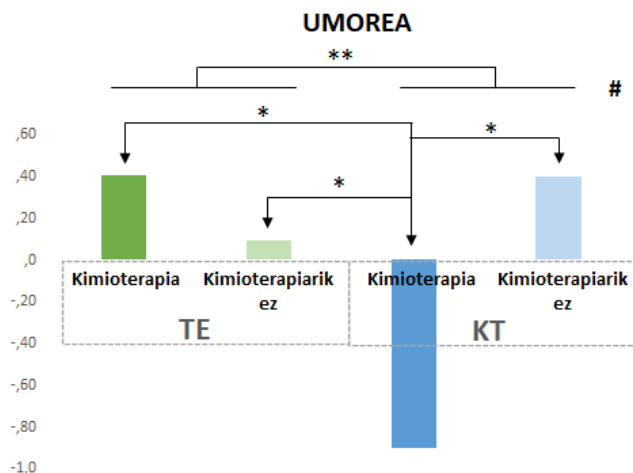 UMOREA
**
#
*
*
*
,60
,40
,20
,0
-,20
-,40
-,60
-,80
-1.0
Kimioterapia
Kimioterapiarik
ez
Kimioterapia
Kimioterapiarik
ez
TE
KT